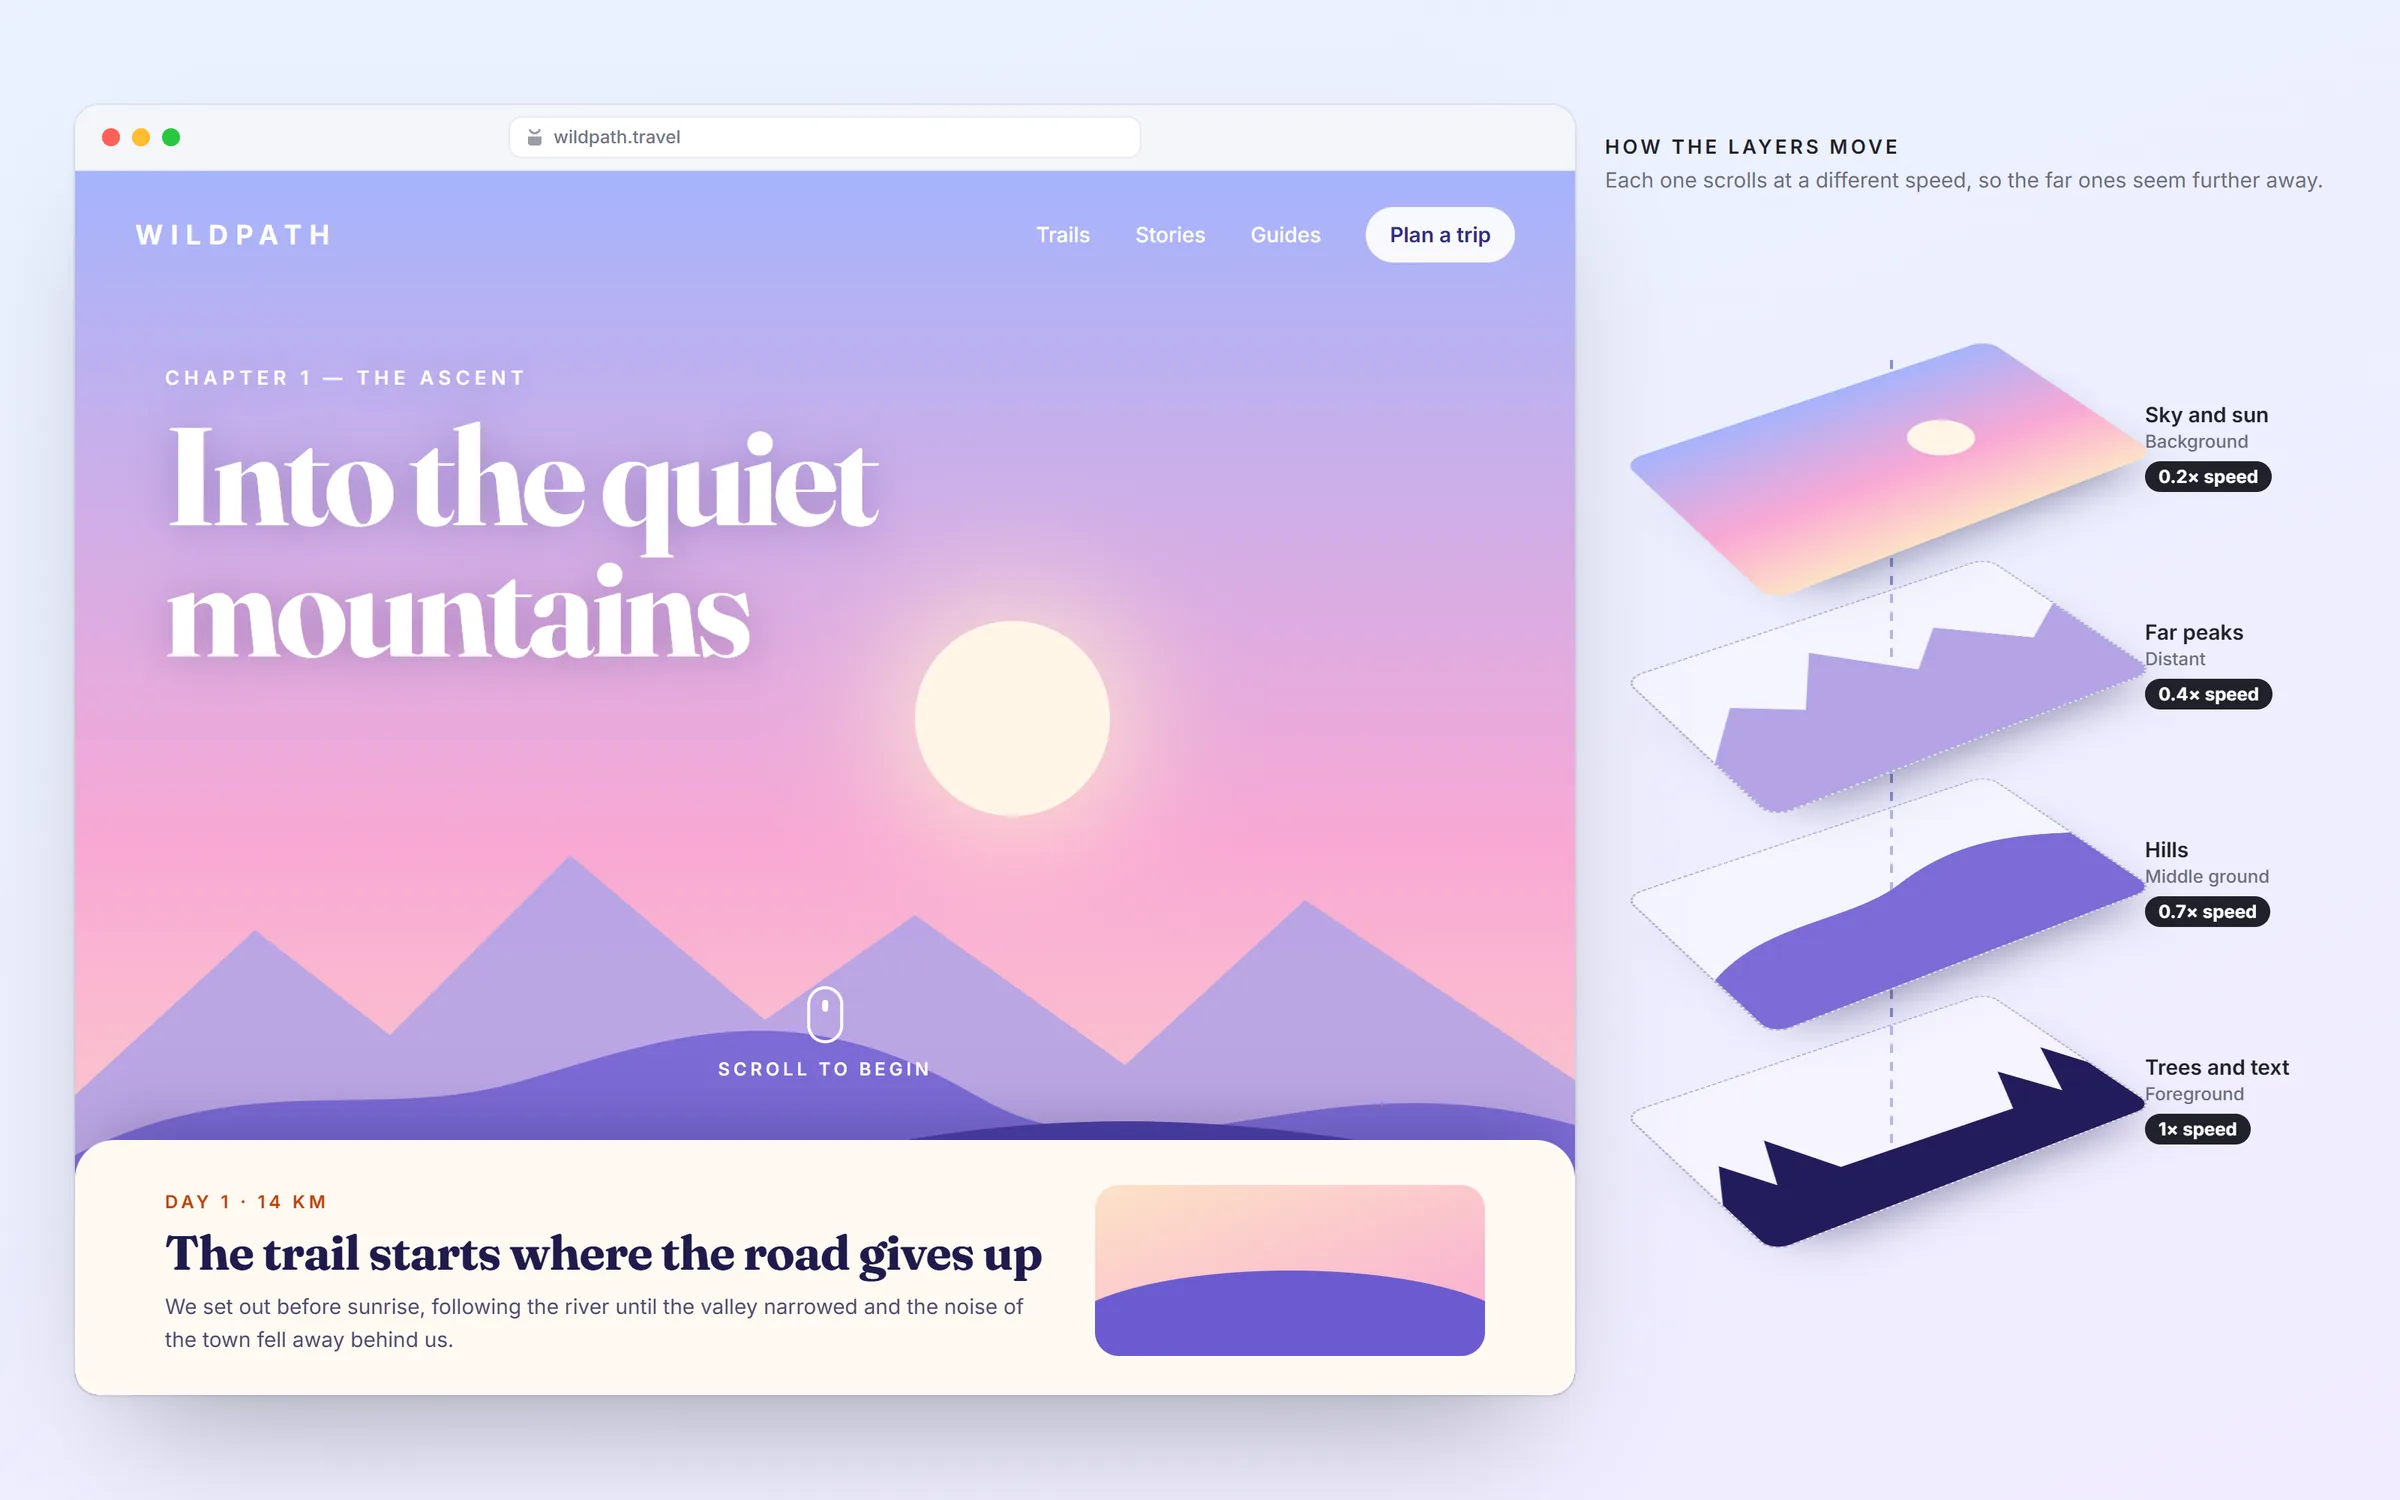 wildpath.travel
WILDPATH
Trails
Stories
Guides
Plan a trip
CHAPTER 1 — THE ASCENT
Into the quiet
mountains
SCROLL TO BEGIN
DAY 1 · 14 KM
The trail starts where the road gives up
We set out before sunrise, following the river until the valley narrowed and the noise of
the town fell away behind us.
HOW THE LAYERS MOVE
Each one scrolls at a different speed, so the far ones seem further away.
Sky and sun
Background
0.2× speed
Far peaks
Distant
0.4× speed
Hills
Middle ground
0.7× speed
Trees and text
Foreground
1× speed